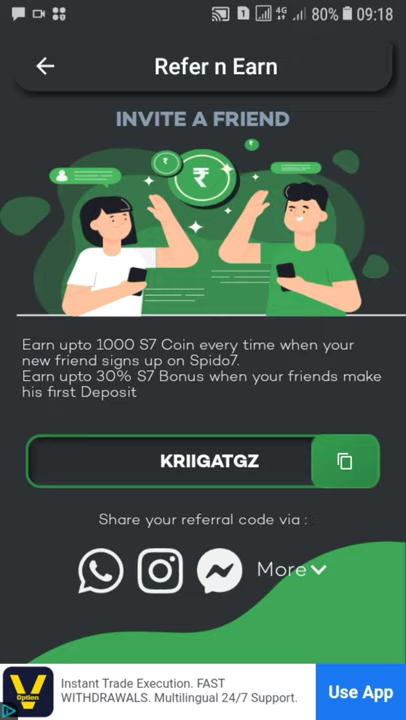 4G 80% 09:18
Refer n Earn
INVITE A FRIEND
Earn upto 1000 S7 Coin every time when your
new friend signs up on Spido7.
Earn upto 30% S7 Bonus when your friends make
his first Deposit
KRIIGATGZ
Share your referral code via :
More
Option
Instant Trade Execution. FAST
WITHDRAWALS. Multilingual 24/7 Support.
Use App